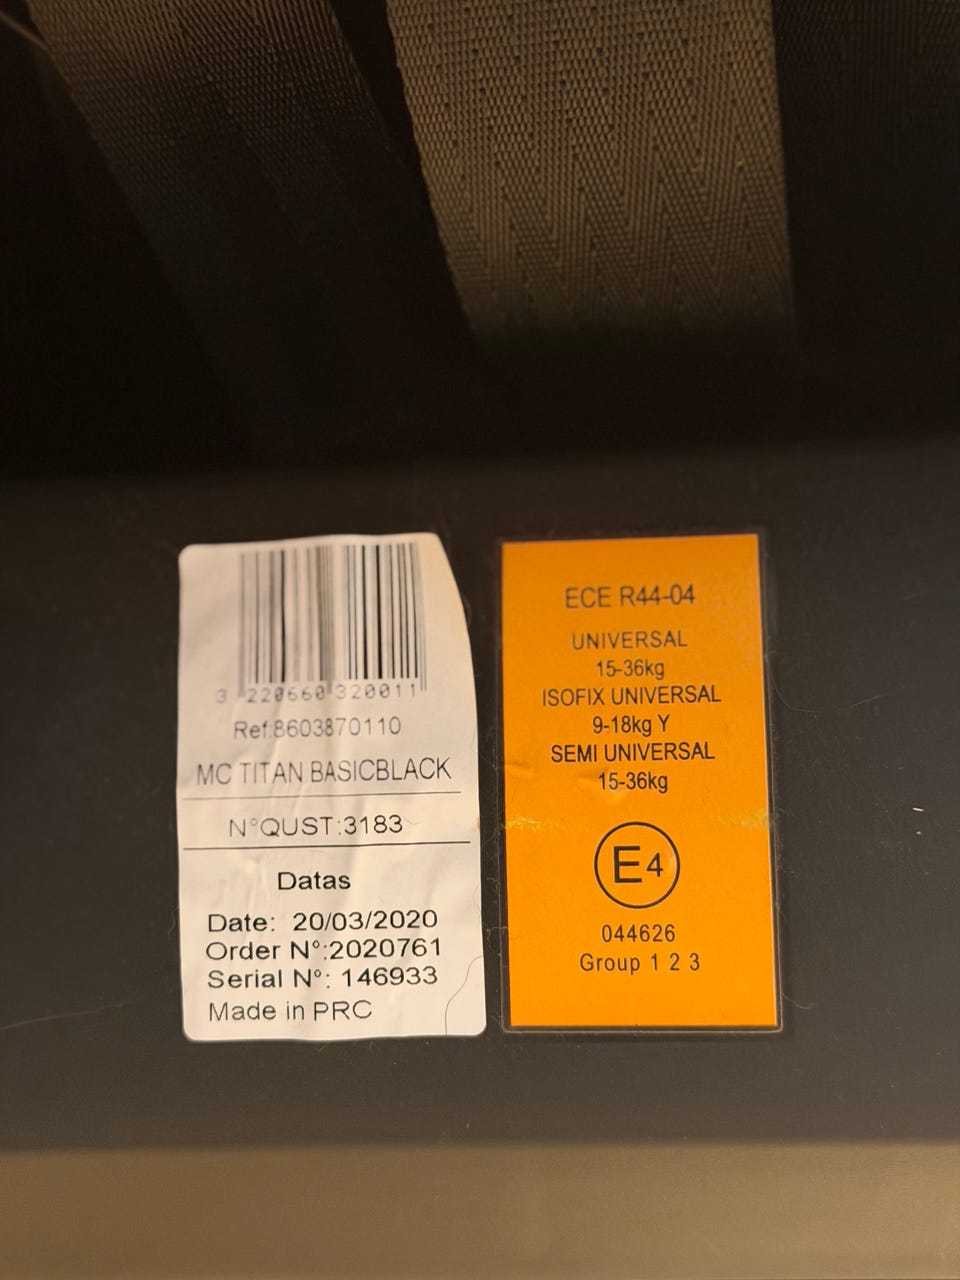 3 220660 320011
Ref.8603870110
MC TITAN BASICBLACK
N°QUST:3183
Datas
Date: 20/03/2020
Order N°:2020761
Serial N°: 146933
Made in PRC
ECE R44-04
UNIVERSAL
15-36kg
ISOFIX UNIVERSAL
9-18kg Y
SEMI UNIVERSAL
15-36kg
E4
044626
Group 1 2 3